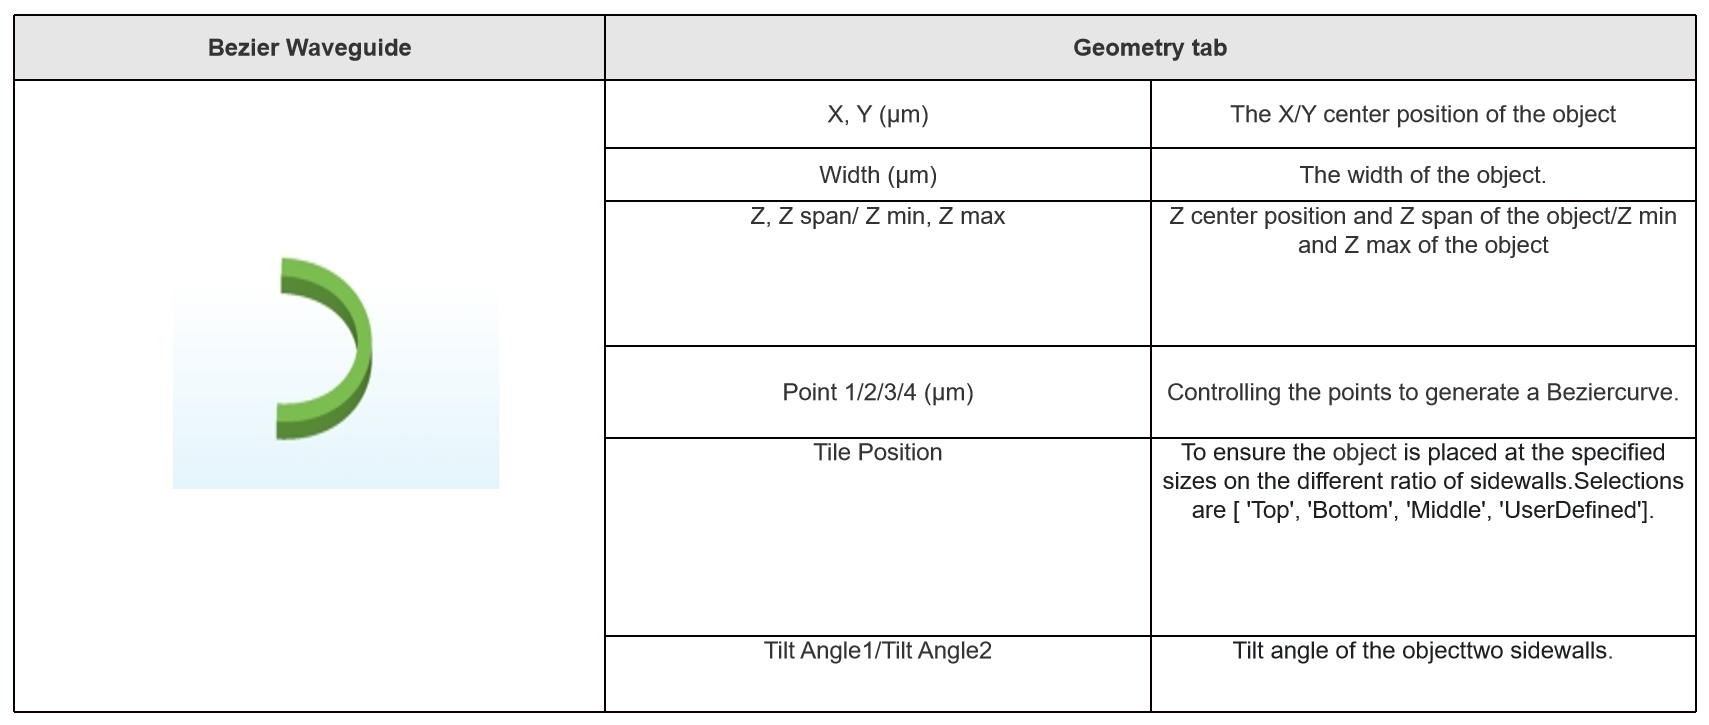 Bezier Waveguide
Geometry tab
X, Y (μm)
The X/Y center position of the object
Width (μm)
The width of the object.
Z, Z span/ Z min, Z max
Z center position and Z span of the object/Z min
and Z max of the object
Point 1/2/3/4 (μm)
Controlling the points to generate a Beziercurve.
Tile Position
To ensure the object is placed at the specified
sizes on the different ratio of sidewalls.Selections
are [ 'Top', 'Bottom', 'Middle', 'UserDefined'].
Tilt Angle1/Tilt Angle2
Tilt angle of the objecttwo sidewalls.